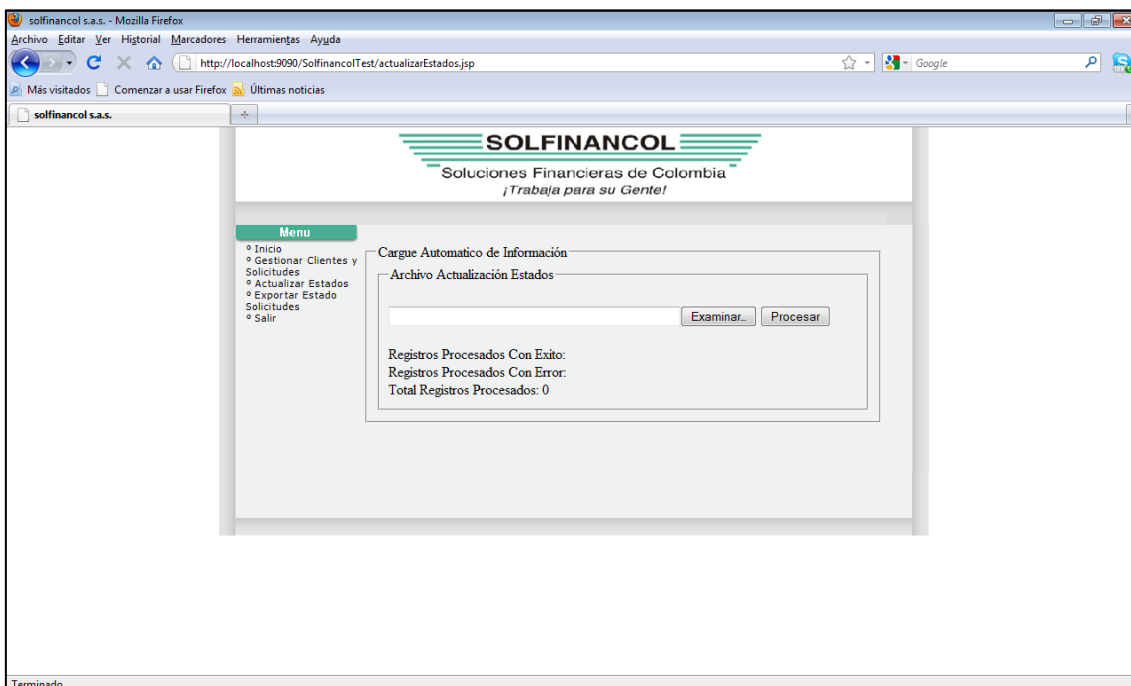 solfinancol s.a.s. - Mozilla Firefox
Archivo Editar Ver Historial Marcadores Herramientas Ayuda
http://localhost:9090/SolfinancolTest/actualizarEstados.jsp
Google
Más visitados Comenzar a usar Firefox Últimas noticias
solfinancol s.a.s.
SOLFINANCOL
Soluciones Financieras de Colombia
¡Trabaja para su Gente!
Menu
º Inicio
º Gestionar Clientes y
Solicitudes
º Actualizar Estados
º Exportar Estado
Solicitudes
º Salir
Cargue Automatico de Información
Archivo Actualización Estados
Examinar... Procesar
Registros Procesados Con Exito:
Registros Procesados Con Error:
Total Registros Procesados: 0
Terminado